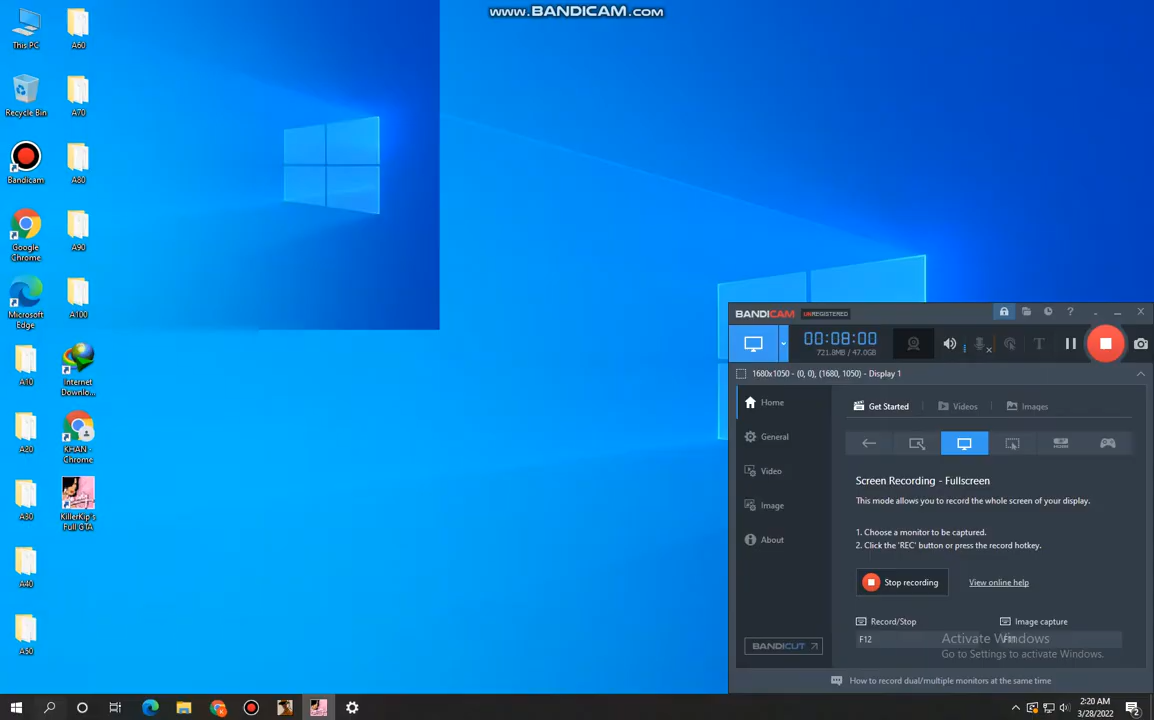 www.BANDICAM.com
This PC
A60
Recycle Bin
A70
Bandicam
A80
Google
Chrome
A90
Microsoft
Edge
A100
A10
Internet
Downlo...
A20
KHAN -
Chrome
A30
KillerKip's
Full GTA
A40
A50
BANDICAM UNREGISTERED
00:08:00
721.8MB / 47.0GB
1680x1050 - (0, 0), (1680, 1050) - Display 1
Home
General
Video
Image
About
BANDICUT
Get Started
Videos
Images
Screen Recording - Fullscreen
This mode allows you to record the whole screen of your display.
1. Choose a monitor to be captured.
2. Click the 'REC' button or press the record hotkey.
Stop recording
View online help
Record/Stop
Image capture
F12
F11
Activate Windows
Go to Settings to activate Windows.
How to record dual/multiple monitors at the same time
2:20 AM
3/28/2022
2